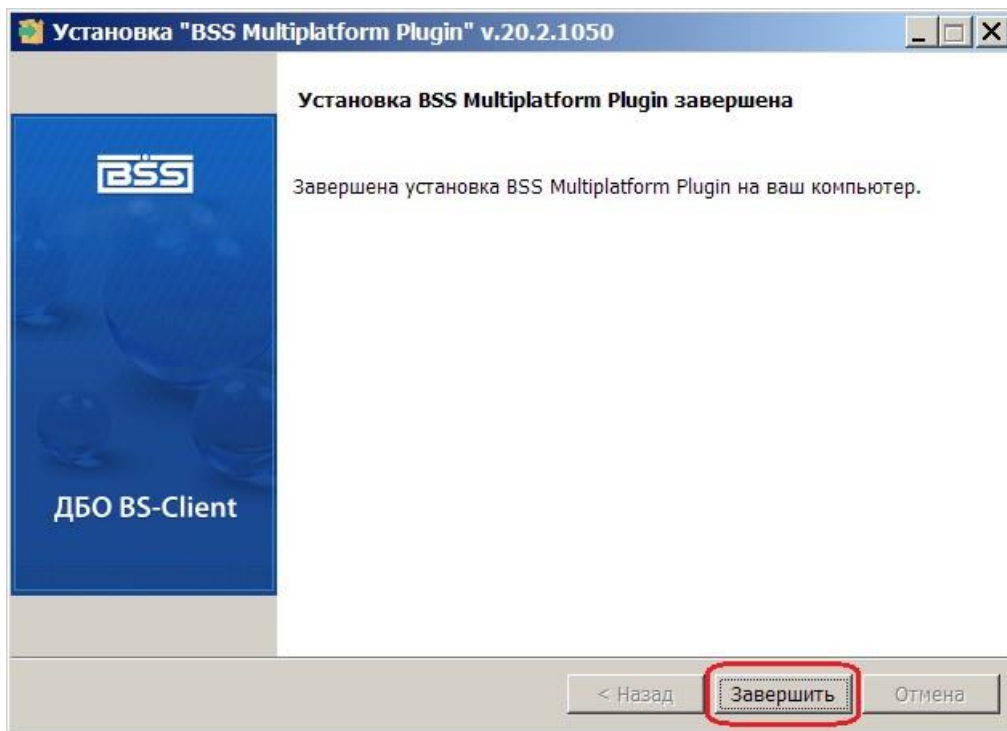 Установка "BSS Multiplatform Plugin" v.20.2.1050
Установка BSS Multiplatform Plugin завершена
BSS
Завершена установка BSS Multiplatform Plugin на ваш компьютер.
ДБО BS-Client
< Назад
Завершить
Отмена